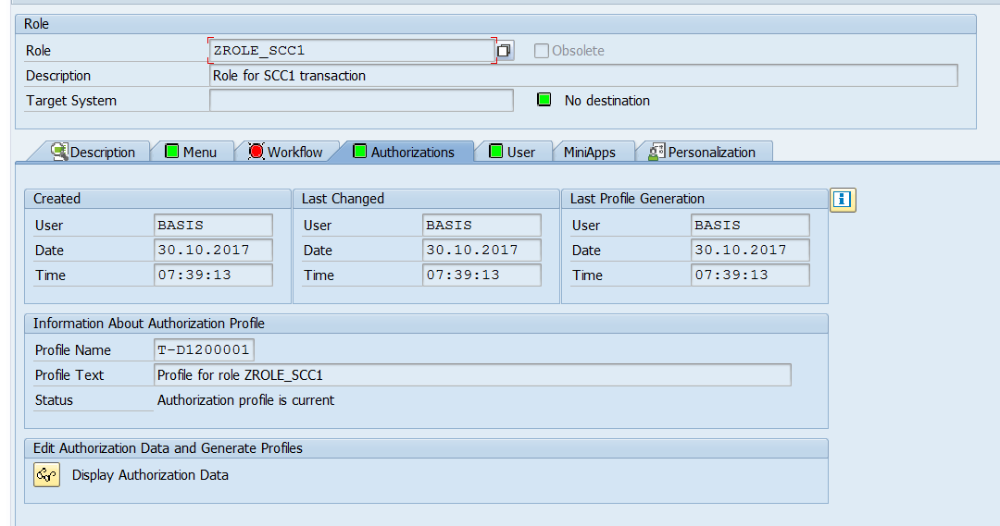 Role
Role ZROLE_SCC1 Obsolete
Description Role for SCC1 transaction
Target System No destination
Description Menu Workflow Authorizations User MiniApps Personalization
Created Last Changed Last Profile Generation
User BASIS User BASIS User BASIS
Date 30.10.2017 Date 30.10.2017 Date 30.10.2017
Time 07:39:13 Time 07:39:13 Time 07:39:13
Information About Authorization Profile
Profile Name T-D1200001
Profile Text Profile for role ZROLE_SCC1
Status Authorization profile is current
Edit Authorization Data and Generate Profiles
Display Authorization Data